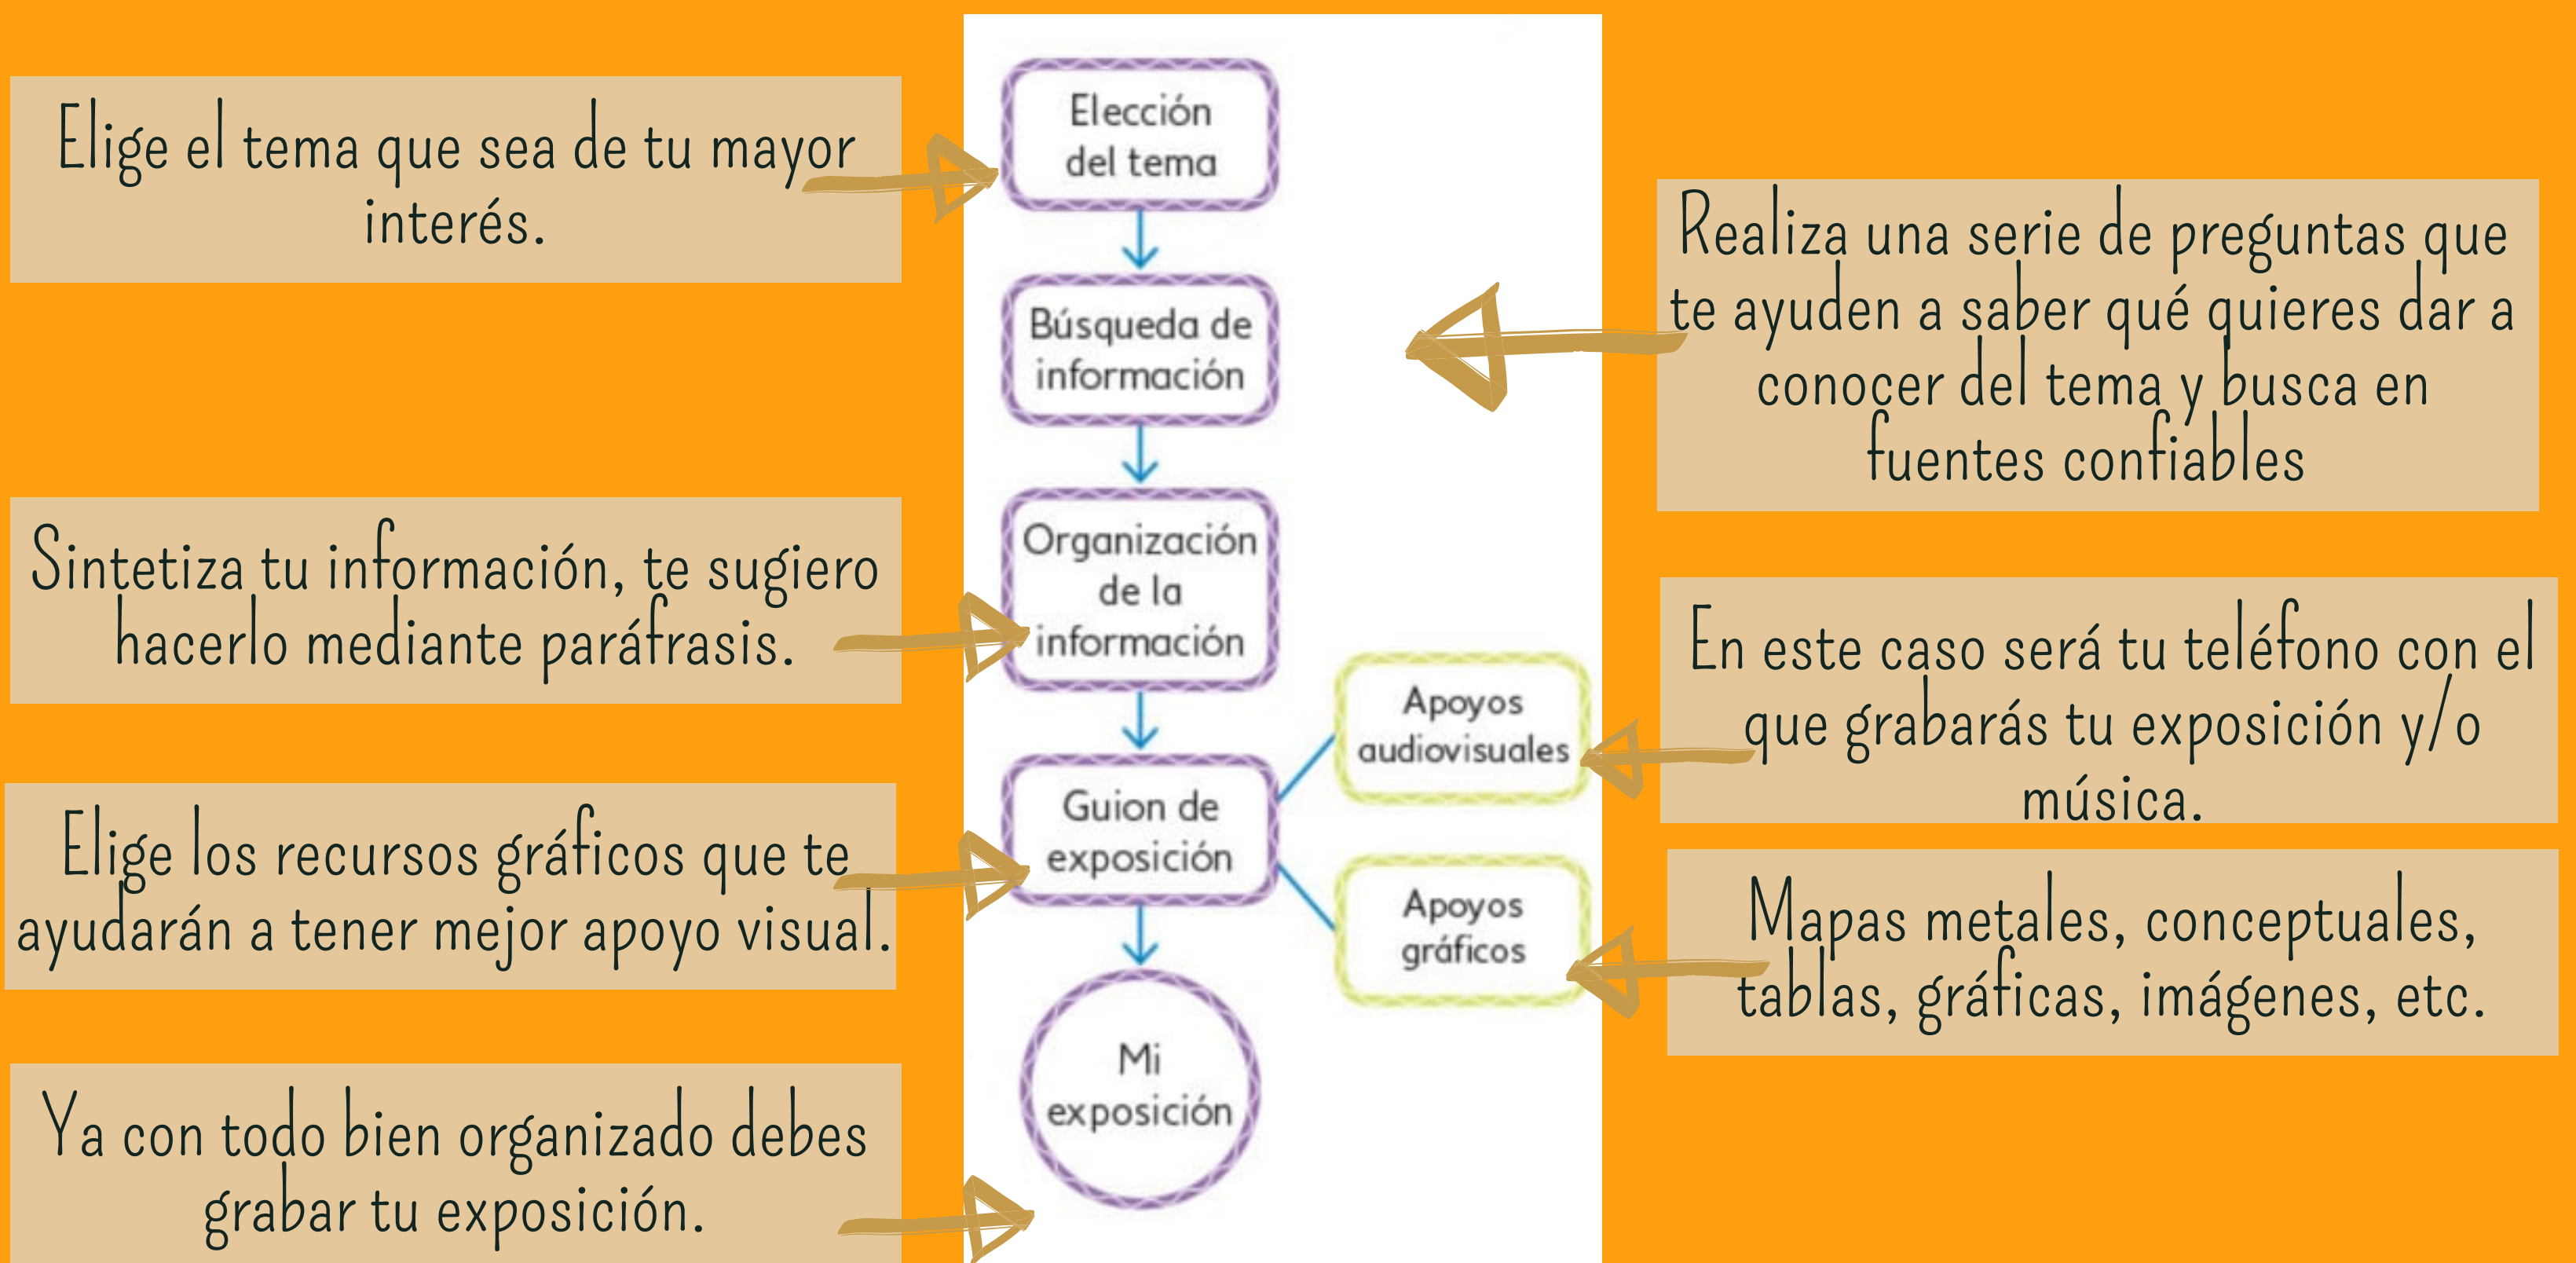 Elige el tema que sea de tu mayor
interés.
Elección
del tema
Realiza una serie de preguntas que
te ayuden a saber qué quieres dar a
conocer del tema y busca en
fuentes confiables
Búsqueda de
información
Sintetiza tu información, te sugiero
hacerlo mediante paráfrasis.
Organización
de la
información
En este caso será tu teléfono con el
que grabarás tu exposición y/o
música.
Apoyos
audiovisuales
Elige los recursos gráficos que te
ayudarán a tener mejor apoyo visual.
Guion de
exposición
Apoyos
gráficos
Mapas metales, conceptuales,
tablas, gráficas, imágenes, etc.
Mi
exposición
Ya con todo bien organizado debes
grabar tu exposición.